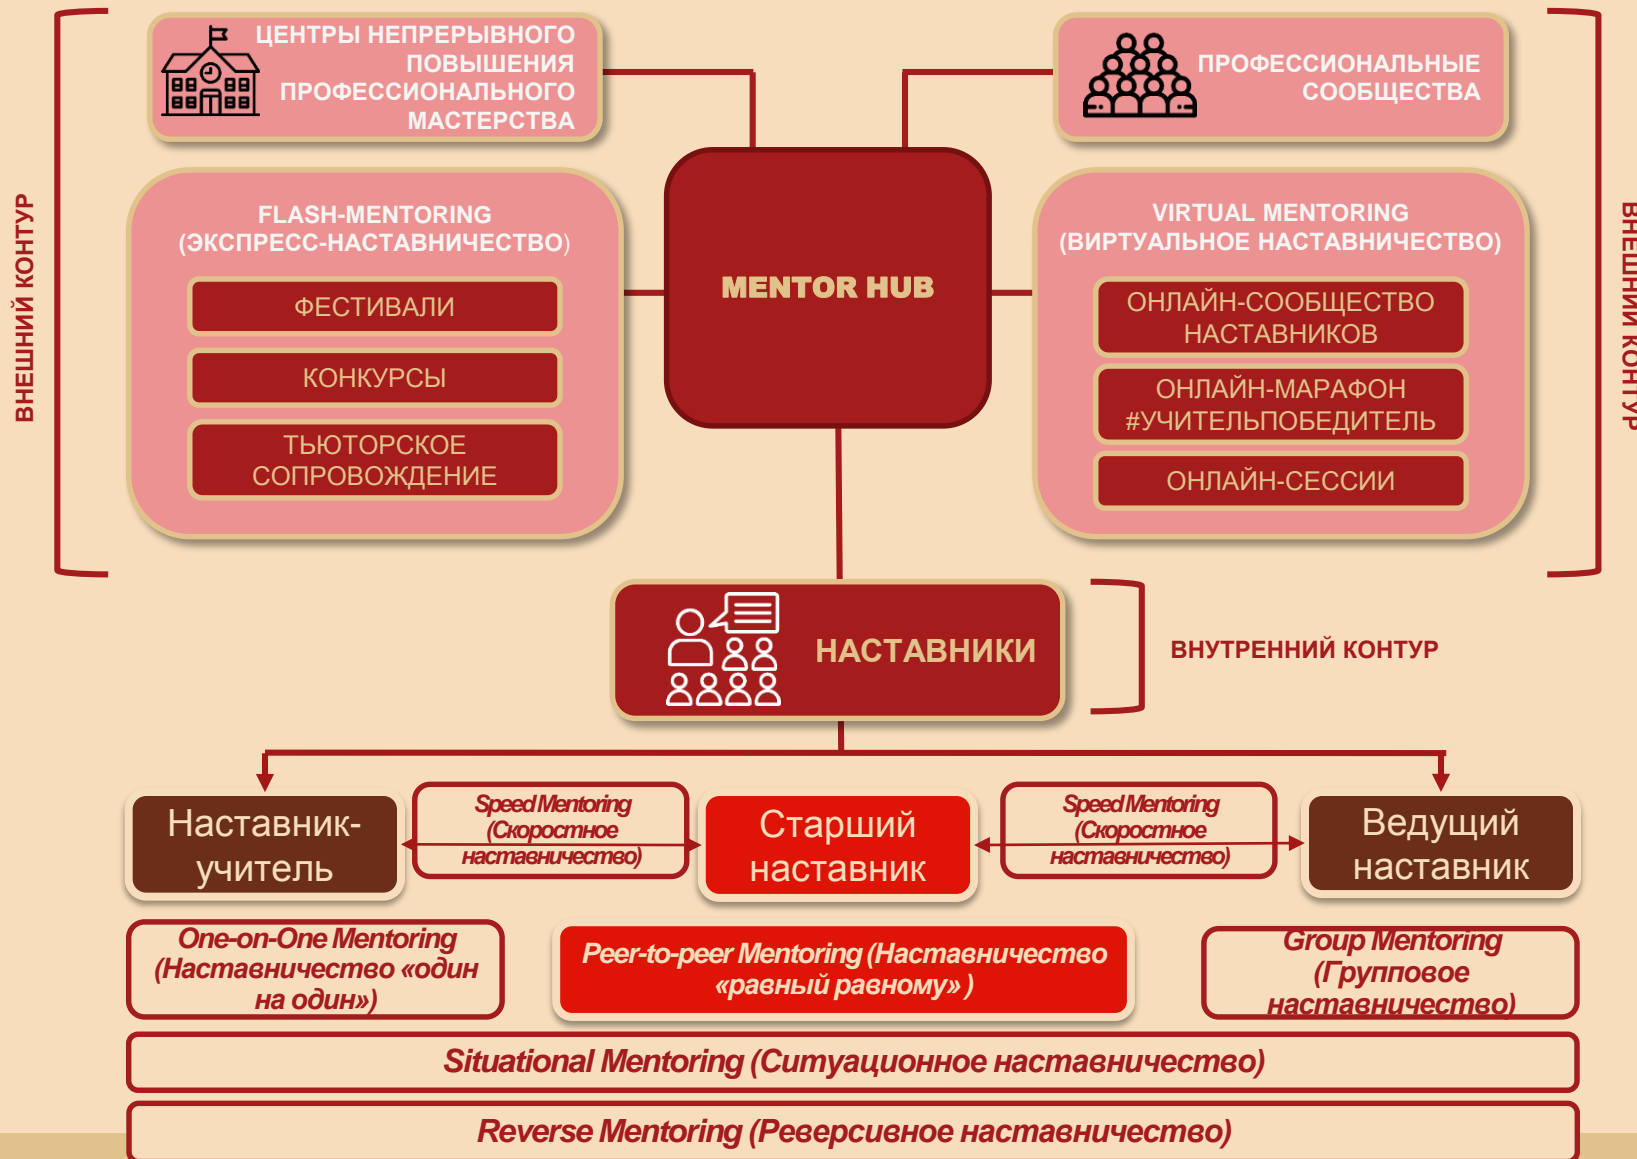 ЦЕНТРЫ НЕПРЕРЫВНОГО
ПОВЫШЕНИЯ
ПРОФЕССИОНАЛЬНОГО
МАСТЕРСТВА
ПРОФЕССИОНАЛЬНЫЕ
СООБЩЕСТВА
ВНЕШНИЙ КОНТУР
FLASH-MENTORING
(ЭКСПРЕСС-НАСТАВНИЧЕСТВО)
ФЕСТИВАЛИ
КОНКУРСЫ
ТЬЮТОРСКОЕ
СОПРОВОЖДЕНИЕ
MENTOR HUB
VIRTUAL MENTORING
(ВИРТУАЛЬНОЕ НАСТАВНИЧЕСТВО)
ОНЛАЙН-СООБЩЕСТВО
НАСТАВНИКОВ
ОНЛАЙН-МАРАФОН
#УЧИТЕЛЬПОБЕДИТЕЛЬ
ОНЛАЙН-СЕССИИ
ВНЕШНИЙ КОНТУР
НАСТАВНИКИ
ВНУТРЕННИЙ КОНТУР
Наставник-
учитель
Speed Mentoring
(Скоростное
наставничество)
Старший
наставник
Speed Mentoring
(Скоростное
наставничество)
Ведущий
наставник
One-on-One Mentoring
(Наставничество «один
на один»)
Peer-to-peer Mentoring (Наставничество
«равный равному» )
Group Mentoring
(Групповое
наставничество)
Situational Mentoring (Ситуационное наставничество)
Reverse Mentoring (Реверсивное наставничество)